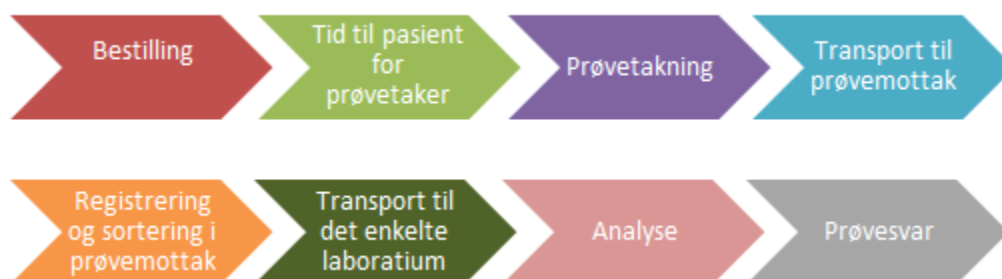 Bestilling
Tid til pasient
for
prøvetaker
Prøvetakning
Transport til
prøvemottak
Registrering
og sortering i
prøvemottak
Transport til
det enkelte
laboratium
Analyse
Prøvesvar